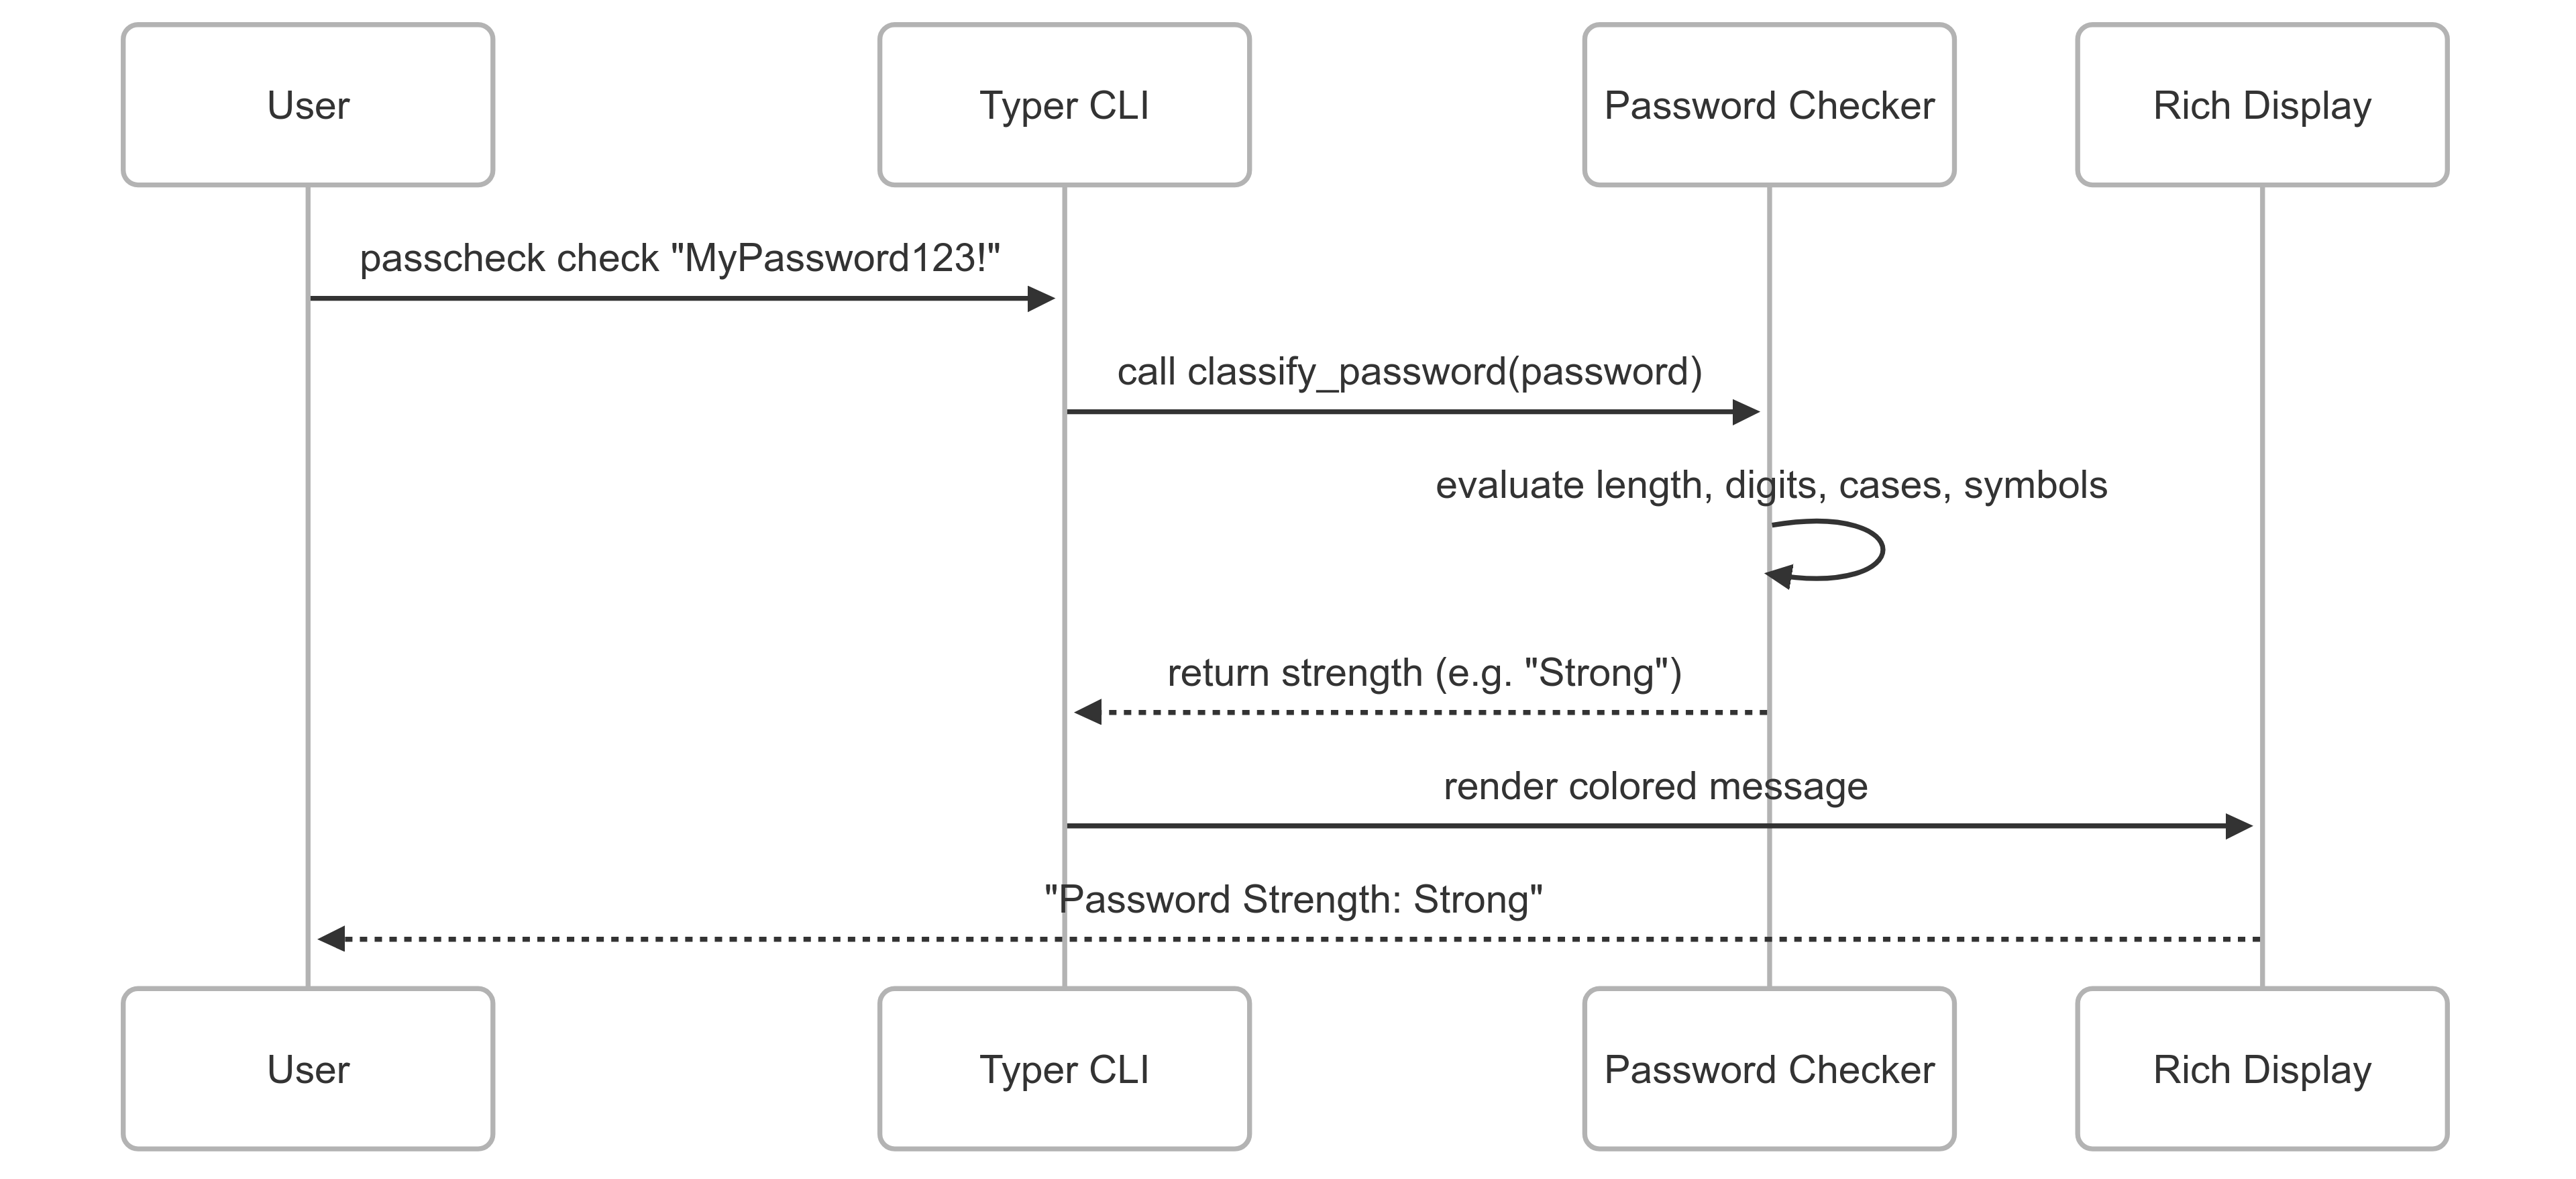 User
Typer CLI
Password Checker
Rich Display
passcheck check "MyPassword123!"
call classify_password(password)
evaluate length, digits, cases, symbols
return strength (e.g. "Strong")
render colored message
"Password Strength: Strong"
User
Typer CLI
Password Checker
Rich Display